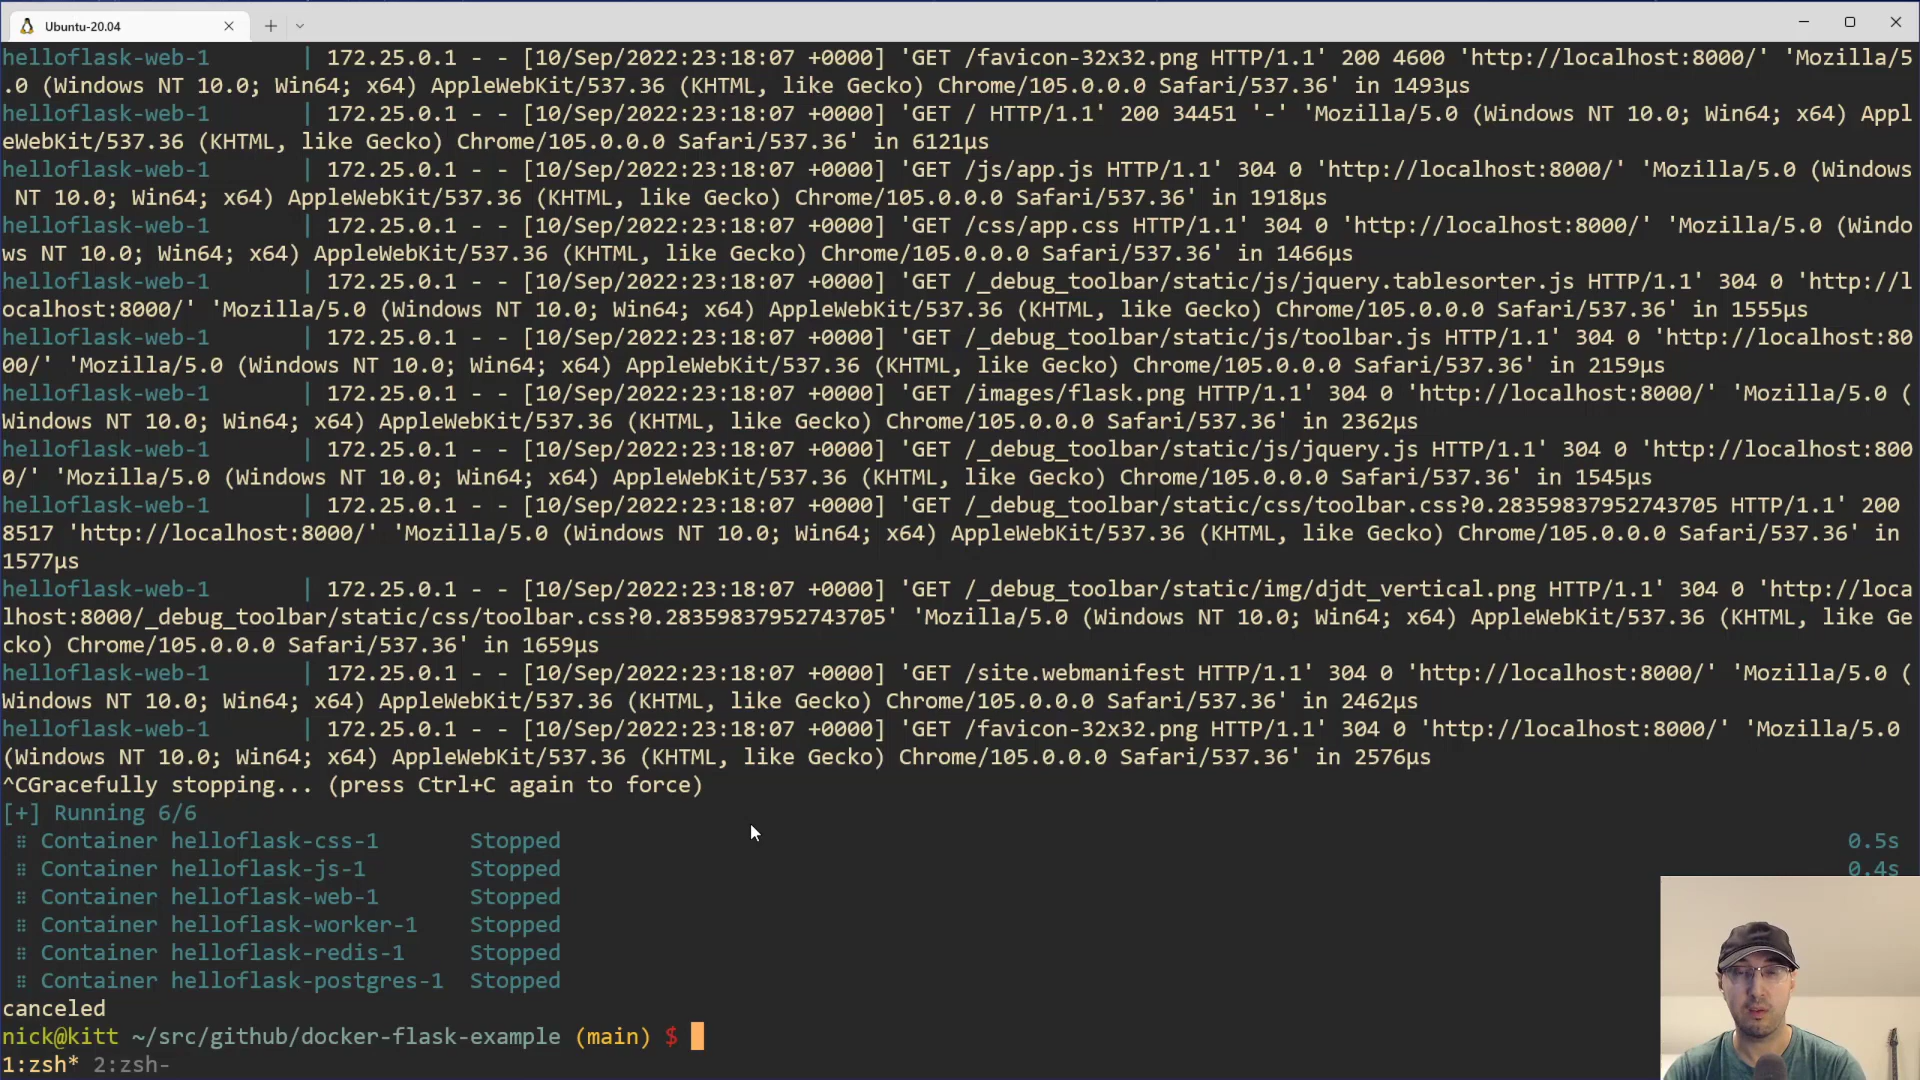 Ubuntu-20.04
helloflask-web-1 | 172.25.0.1 - - [10/Sep/2022:23:18:07 +0000] 'GET /favicon-32x32.png HTTP/1.1' 200 4600 'http://localhost:8000/' 'Mozilla/5
.0 (Windows NT 10.0; Win64; x64) AppleWebKit/537.36 (KHTML, like Gecko) Chrome/105.0.0.0 Safari/537.36' in 1493µs
helloflask-web-1 | 172.25.0.1 - - [10/Sep/2022:23:18:07 +0000] 'GET / HTTP/1.1' 200 34451 '-' 'Mozilla/5.0 (Windows NT 10.0; Win64; x64) Appl
eWebKit/537.36 (KHTML, like Gecko) Chrome/105.0.0.0 Safari/537.36' in 6121µs
helloflask-web-1 | 172.25.0.1 - - [10/Sep/2022:23:18:07 +0000] 'GET /js/app.js HTTP/1.1' 304 0 'http://localhost:8000/' 'Mozilla/5.0 (Windows
NT 10.0; Win64; x64) AppleWebKit/537.36 (KHTML, like Gecko) Chrome/105.0.0.0 Safari/537.36' in 1918µs
helloflask-web-1 | 172.25.0.1 - - [10/Sep/2022:23:18:07 +0000] 'GET /css/app.css HTTP/1.1' 304 0 'http://localhost:8000/' 'Mozilla/5.0 (Windo
ws NT 10.0; Win64; x64) AppleWebKit/537.36 (KHTML, like Gecko) Chrome/105.0.0.0 Safari/537.36' in 1466µs
helloflask-web-1 | 172.25.0.1 - - [10/Sep/2022:23:18:07 +0000] 'GET /_debug_toolbar/static/js/jquery.tablesorter.js HTTP/1.1' 304 0 'http://l
ocalhost:8000/' 'Mozilla/5.0 (Windows NT 10.0; Win64; x64) AppleWebKit/537.36 (KHTML, like Gecko) Chrome/105.0.0.0 Safari/537.36' in 1555µs
helloflask-web-1 | 172.25.0.1 - - [10/Sep/2022:23:18:07 +0000] 'GET /_debug_toolbar/static/js/toolbar.js HTTP/1.1' 304 0 'http://localhost:80
00/' 'Mozilla/5.0 (Windows NT 10.0; Win64; x64) AppleWebKit/537.36 (KHTML, like Gecko) Chrome/105.0.0.0 Safari/537.36' in 2159µs
helloflask-web-1 | 172.25.0.1 - - [10/Sep/2022:23:18:07 +0000] 'GET /images/flask.png HTTP/1.1' 304 0 'http://localhost:8000/' 'Mozilla/5.0 (
Windows NT 10.0; Win64; x64) AppleWebKit/537.36 (KHTML, like Gecko) Chrome/105.0.0.0 Safari/537.36' in 2362µs
helloflask-web-1 | 172.25.0.1 - - [10/Sep/2022:23:18:07 +0000] 'GET /_debug_toolbar/static/js/jquery.js HTTP/1.1' 304 0 'http://localhost:800
0/' 'Mozilla/5.0 (Windows NT 10.0; Win64; x64) AppleWebKit/537.36 (KHTML, like Gecko) Chrome/105.0.0.0 Safari/537.36' in 1545µs
helloflask-web-1 | 172.25.0.1 - - [10/Sep/2022:23:18:07 +0000] 'GET /_debug_toolbar/static/css/toolbar.css?0.28359837952743705 HTTP/1.1' 200
8517 'http://localhost:8000/' 'Mozilla/5.0 (Windows NT 10.0; Win64; x64) AppleWebKit/537.36 (KHTML, like Gecko) Chrome/105.0.0.0 Safari/537.36' in
1577µs
helloflask-web-1 | 172.25.0.1 - - [10/Sep/2022:23:18:07 +0000] 'GET /_debug_toolbar/static/img/djdt_vertical.png HTTP/1.1' 304 0 'http://loca
lhost:8000/_debug_toolbar/static/css/toolbar.css?0.28359837952743705' 'Mozilla/5.0 (Windows NT 10.0; Win64; x64) AppleWebKit/537.36 (KHTML, like Ge
cko) Chrome/105.0.0.0 Safari/537.36' in 1659µs
helloflask-web-1 | 172.25.0.1 - - [10/Sep/2022:23:18:07 +0000] 'GET /site.webmanifest HTTP/1.1' 304 0 'http://localhost:8000/' 'Mozilla/5.0 (
Windows NT 10.0; Win64; x64) AppleWebKit/537.36 (KHTML, like Gecko) Chrome/105.0.0.0 Safari/537.36' in 2462µs
helloflask-web-1 | 172.25.0.1 - - [10/Sep/2022:23:18:07 +0000] 'GET /favicon-32x32.png HTTP/1.1' 304 0 'http://localhost:8000/' 'Mozilla/5.0
(Windows NT 10.0; Win64; x64) AppleWebKit/537.36 (KHTML, like Gecko) Chrome/105.0.0.0 Safari/537.36' in 2576µs
^CGracefully stopping... (press Ctrl+C again to force)
[+] Running 6/6
⠿ Container helloflask-css-1 Stopped 0.5s
⠿ Container helloflask-js-1 Stopped 0.4s
⠿ Container helloflask-web-1 Stopped
⠿ Container helloflask-worker-1 Stopped
⠿ Container helloflask-redis-1 Stopped
⠿ Container helloflask-postgres-1 Stopped
canceled
nick@kitt ~/src/github/docker-flask-example (main) $
1:zsh* 2:zsh-